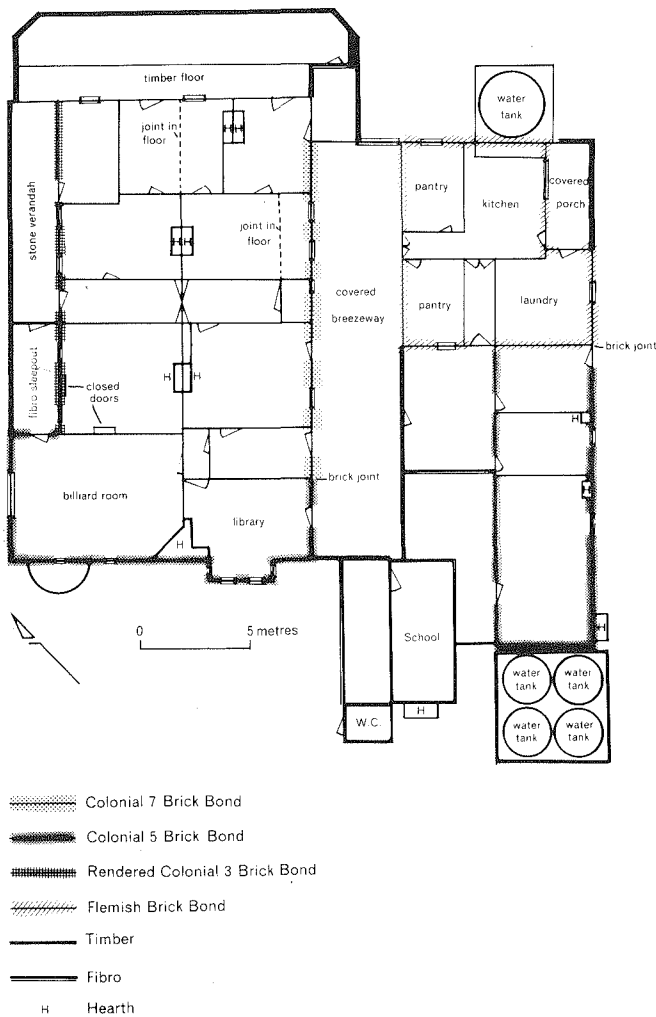 timber floor
water
tank
joint in
floor
H H
pantry
kitchen
covered
porch
stone verandah
joint in
floor
H H
covered
breezeway
pantry
laundry
brick joint
fibro sleepout
closed
doors
H
H
H
H
billiard room
brick joint
library
H
0
5 metres
School
H
water
tank
water
tank
water
tank
water
tank
W.C.
H
Colonial 7 Brick Bond
Colonial 5 Brick Bond
Rendered Colonial 3 Brick Bond
Flemish Brick Bond
Timber
Fibro
H
Hearth